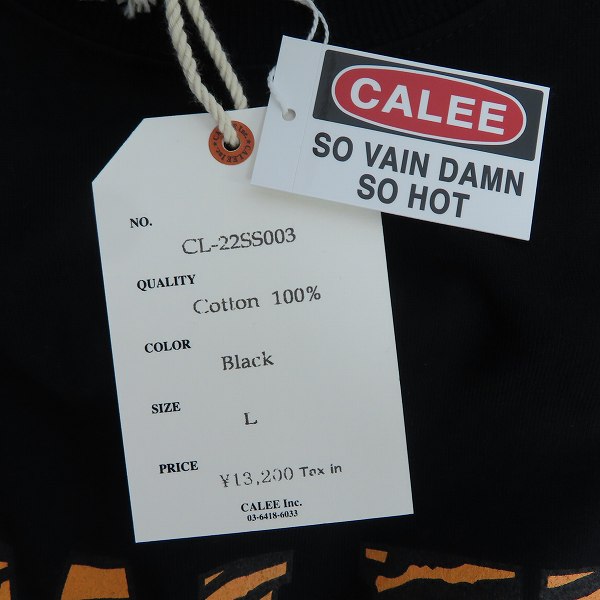 CALEE
SO VAIN DAMN
SO HOT
NO.
CL-22SS003
QUALITY
Cotton 100%
COLOR
Black
SIZE
L
PRICE
¥13,200 Tax in
CALEE Inc.
03-6418-6033